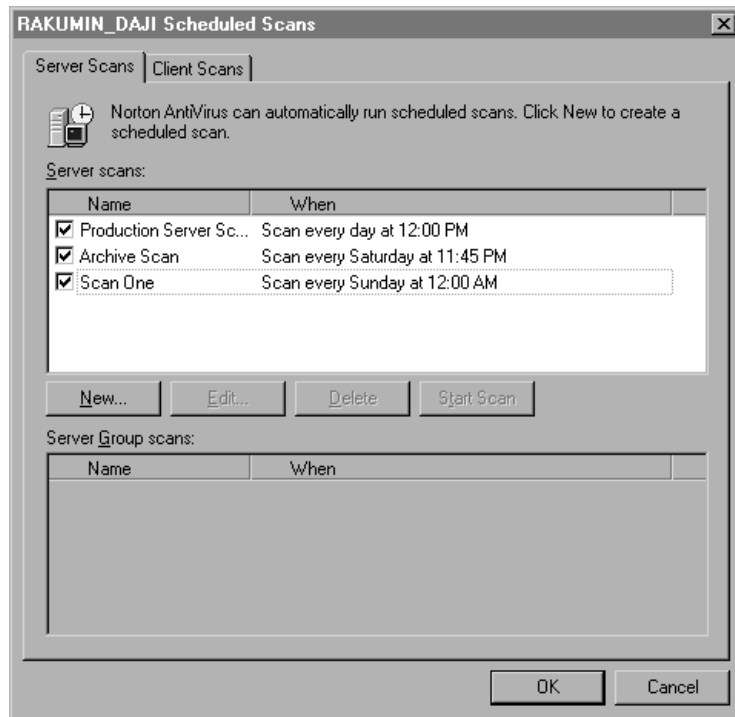 RAKUMIN_DAJI Scheduled Scans
Server Scans Client Scans
Norton AntiVirus can automatically run scheduled scans. Click New to create a
scheduled scan.
Server scans:
Name When
Production Server Sc... Scan every day at 12:00 PM
Archive Scan Scan every Saturday at 11:45 PM
Scan One Scan every Sunday at 12:00 AM
New... Edit... Delete Start Scan
Server Group scans:
Name When
OK Cancel